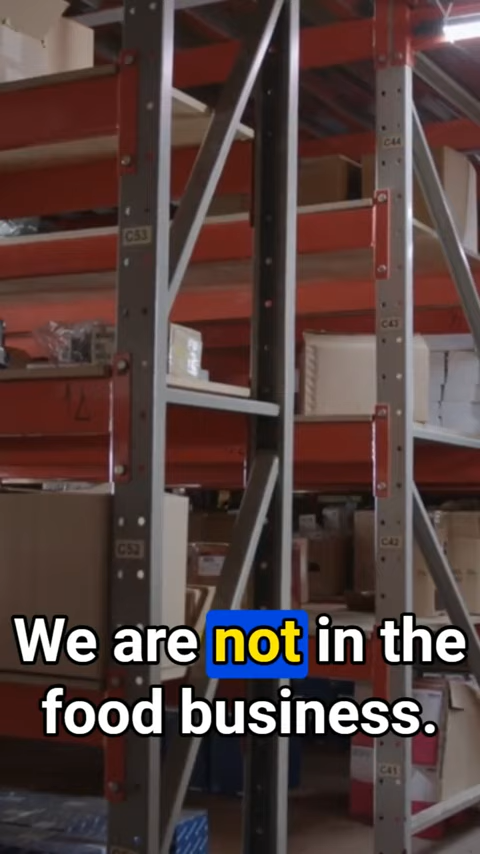 C44
C53
C43
C52
C42
We are not in the
food business.
C41